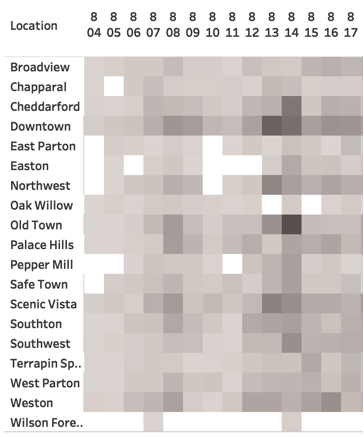 8 8 8 8 8 8 8 8 8 8 8 8 8 8
Location 04 05 06 07 08 09 10 11 12 13 14 15 16 17
Broadview
Chapparal
Cheddarford
Downtown
East Parton
Easton
Northwest
Oak Willow
Old Town
Palace Hills
Pepper Mill
Safe Town
Scenic Vista
Southton
Southwest
Terrapin Sp..
West Parton
Weston
Wilson Fore..